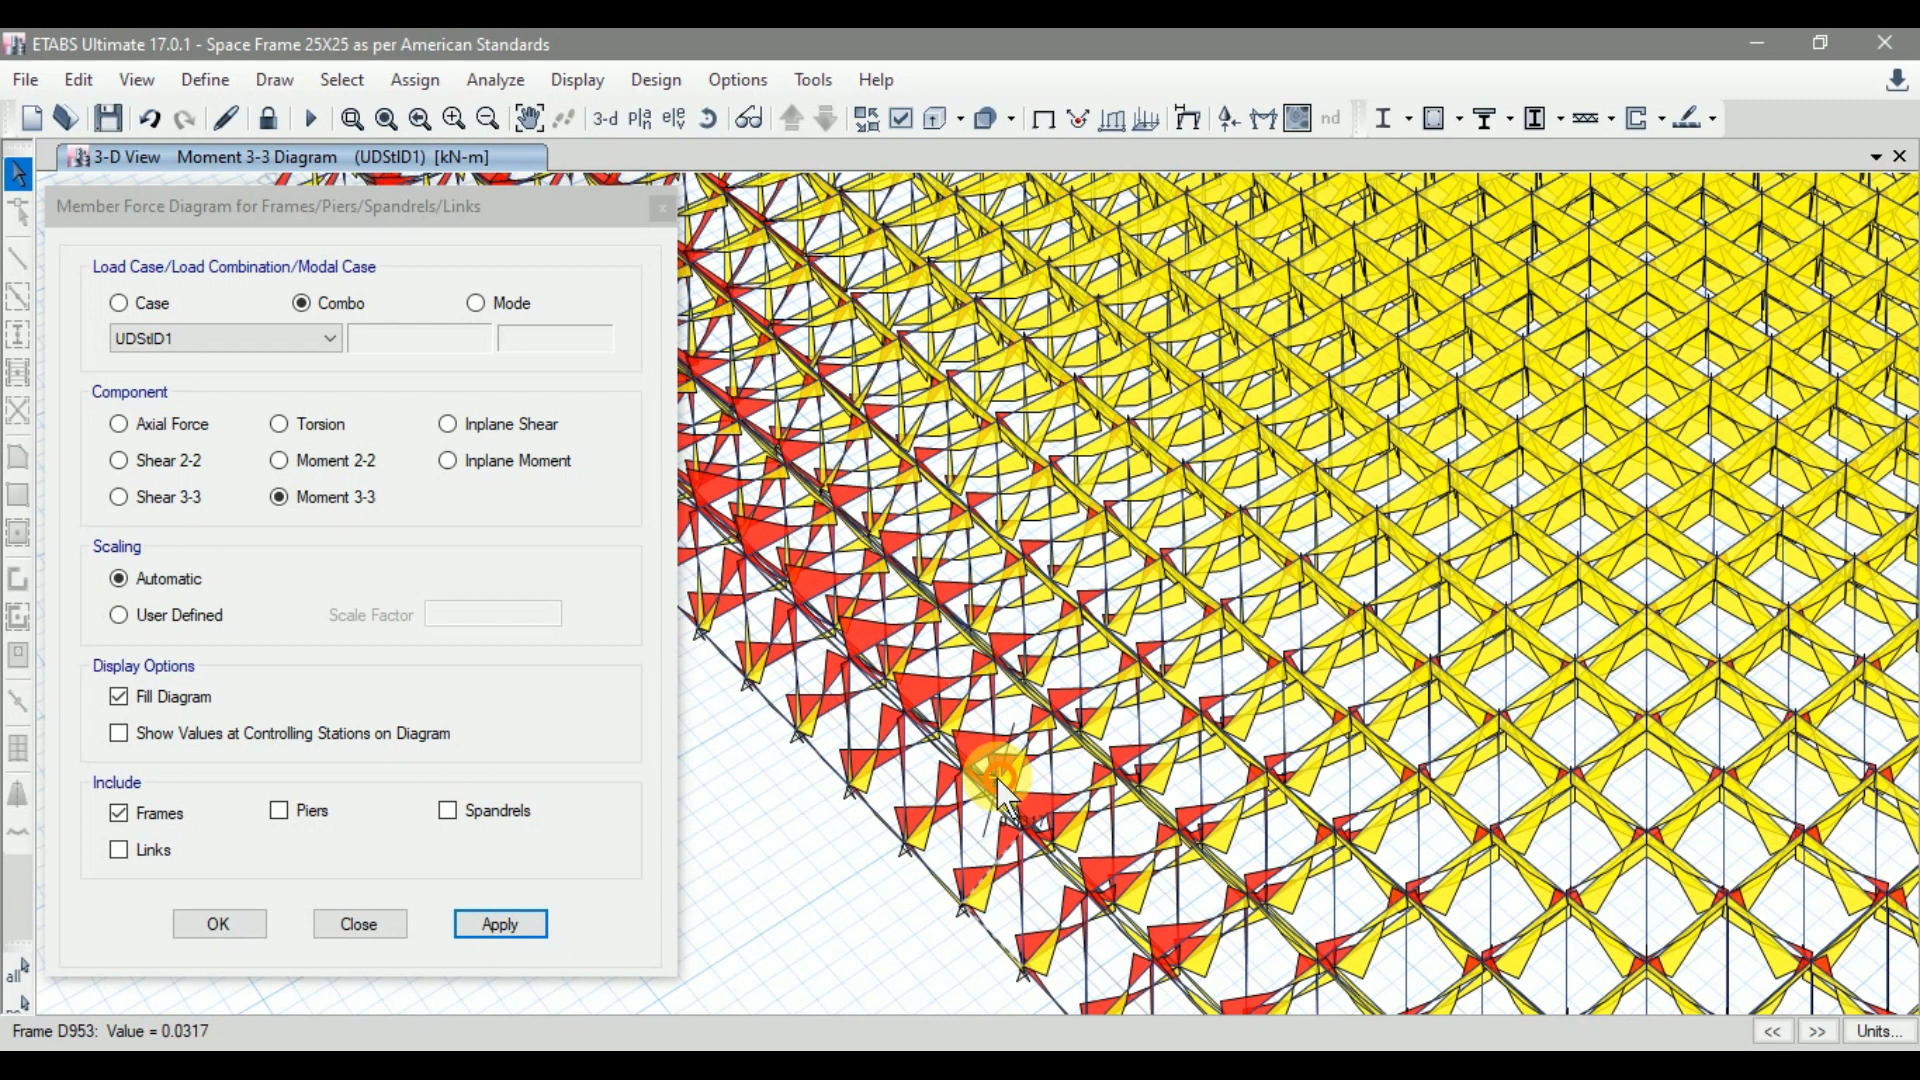 ETABS Ultimate 17.0.1 - Space Frame 25X25 as per American Standards
File Edit View Define Draw Select Assign Analyze Display Design Options Tools Help
3-d Pla elev nd
3-D View Moment 3-3 Diagram (UDStlD1) [kN-m]
Member Force Diagram for Frames/Piers/Spandrels/Links
Load Case/Load Combination/Modal Case
Case Combo Mode
UDStlD1
Component
Axial Force Torsion Inplane Shear
Shear 2-2 Moment 2-2 Inplane Moment
Shear 3-3 Moment 3-3
Scaling
Automatic
User Defined Scale Factor
Display Options
Fill Diagram
Show Values at Controlling Stations on Diagram
Include
Frames Piers Spandrels
Links
OK Close Apply
all
Frame D953: Value = 0.0317
<< >> Units...